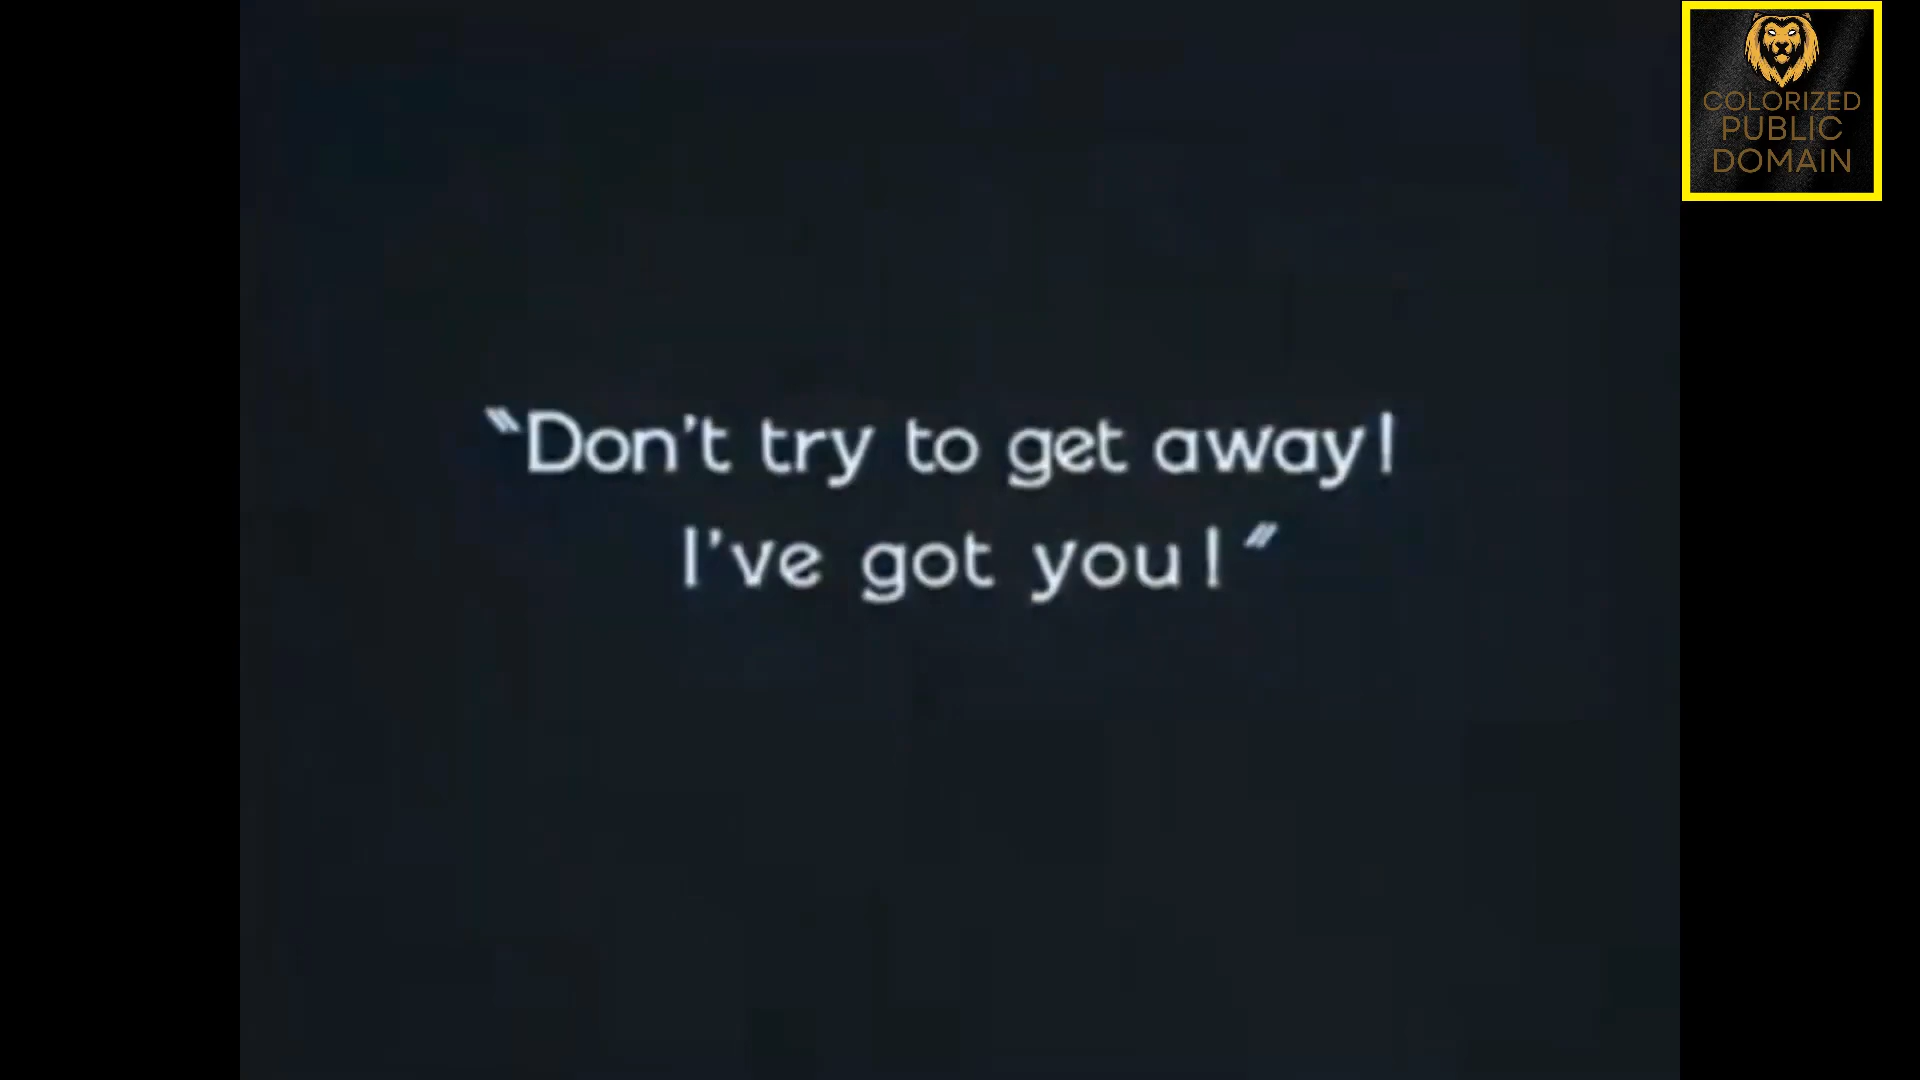 "Don't try to get away!
I've got you!"
COLORIZED
PUBLIC
DOMAIN